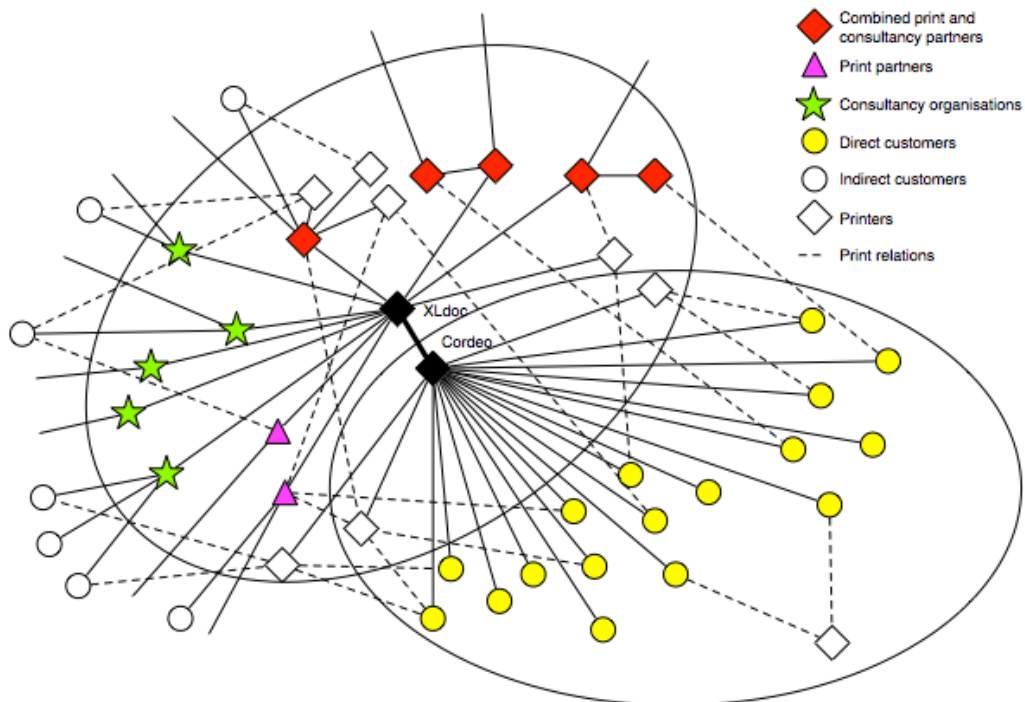 Combined print and
consultancy partners
Print partners
Consultancy organisations
Direct customers
Indirect customers
Printers
Print relations
XLdoc
Cordeo